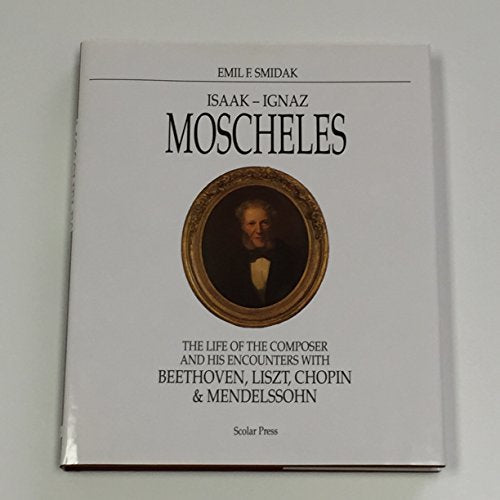 EMIL F. SMIDAK
ISAAK – IGNAZ
MOSCHELES
THE LIFE OF THE COMPOSER
AND HIS ENCOUNTERS WITH
BEETHOVEN, LISZT, CHOPIN
& MENDELSSOHN
Scolar Press